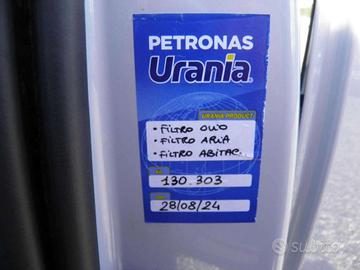 PETRONAS
Urania
URANIA PRODUCT
• FILTRO OLIO
• FILTRO ARIA
• FILTRO ABITAC.
130.303
28/08/24
subito